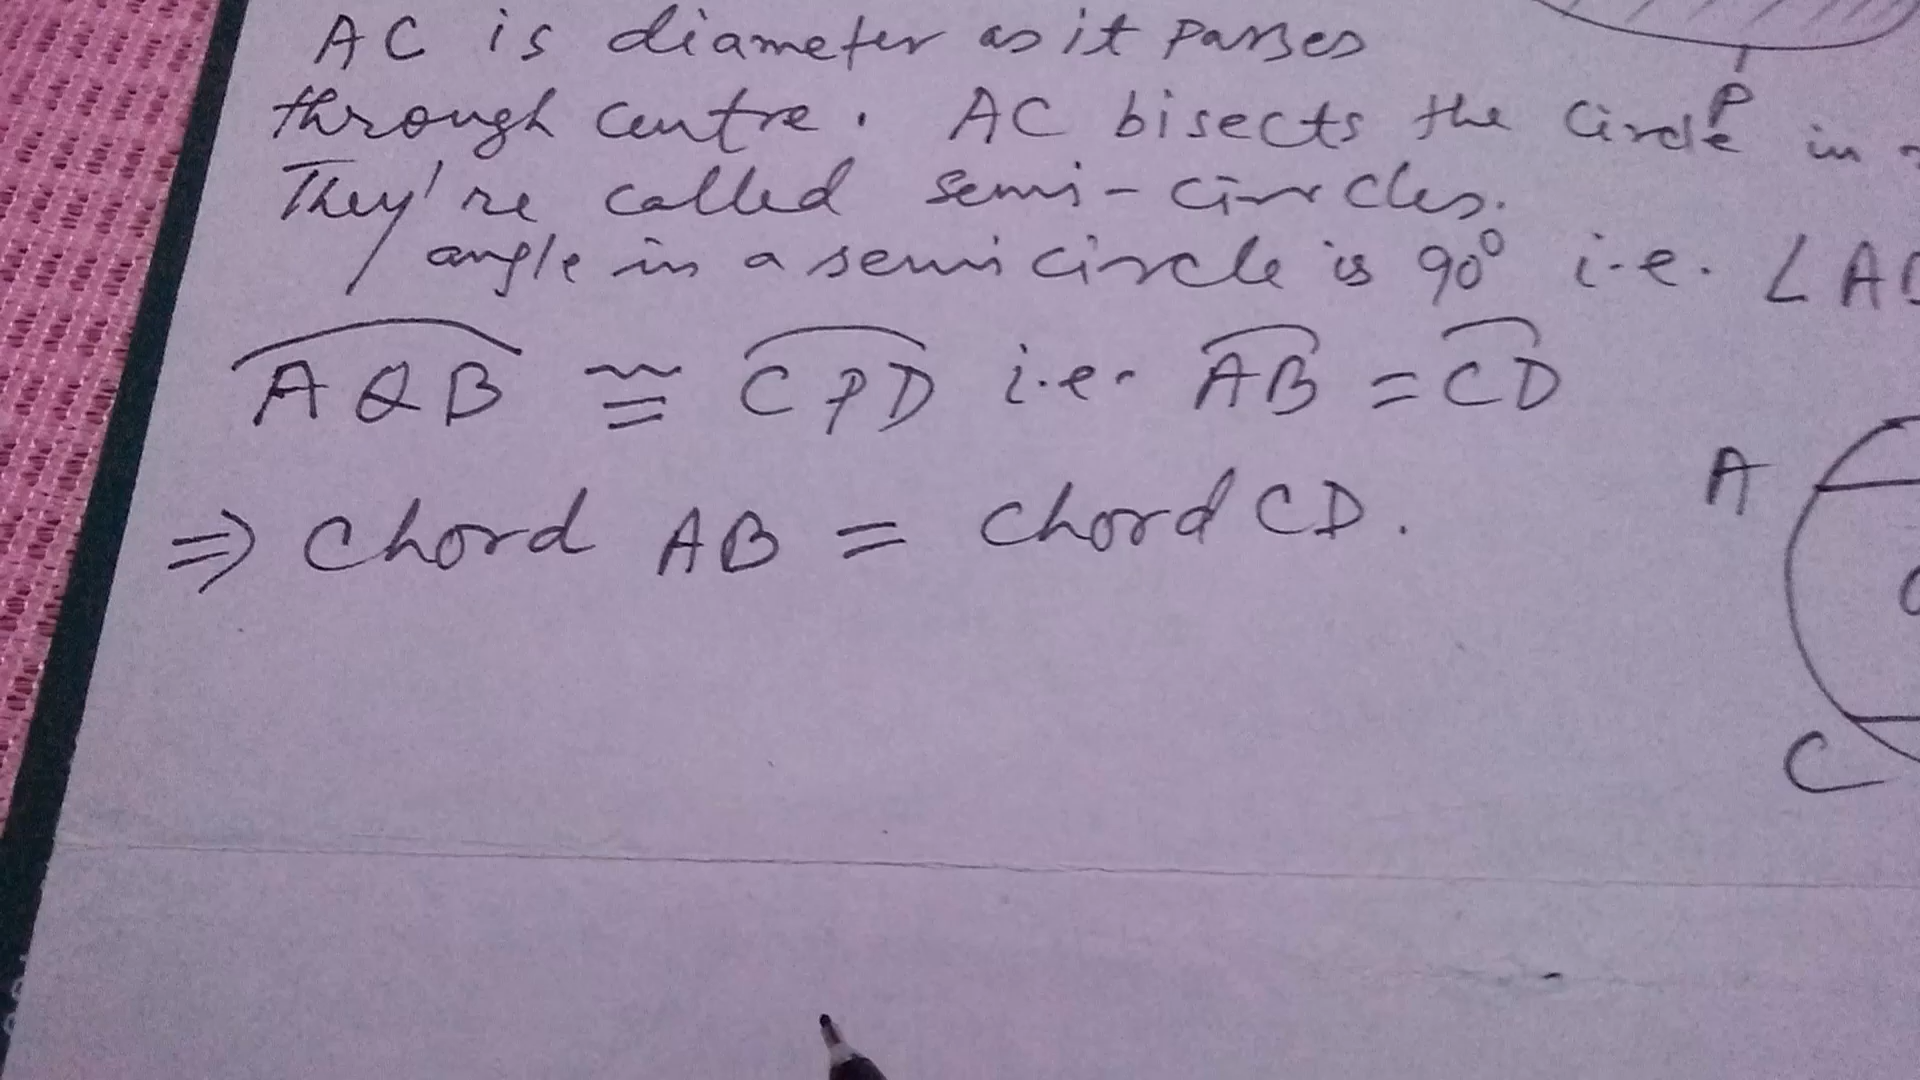 AC is diameter as it passes
through centre. AC bisects the circle in
P
They're called semi-circles.
angle in a semi circle is 90° i.e. ∠A
AQB ≅ CPD i.e. AB = CD
⇒ chord AB = chord CD.
A
C